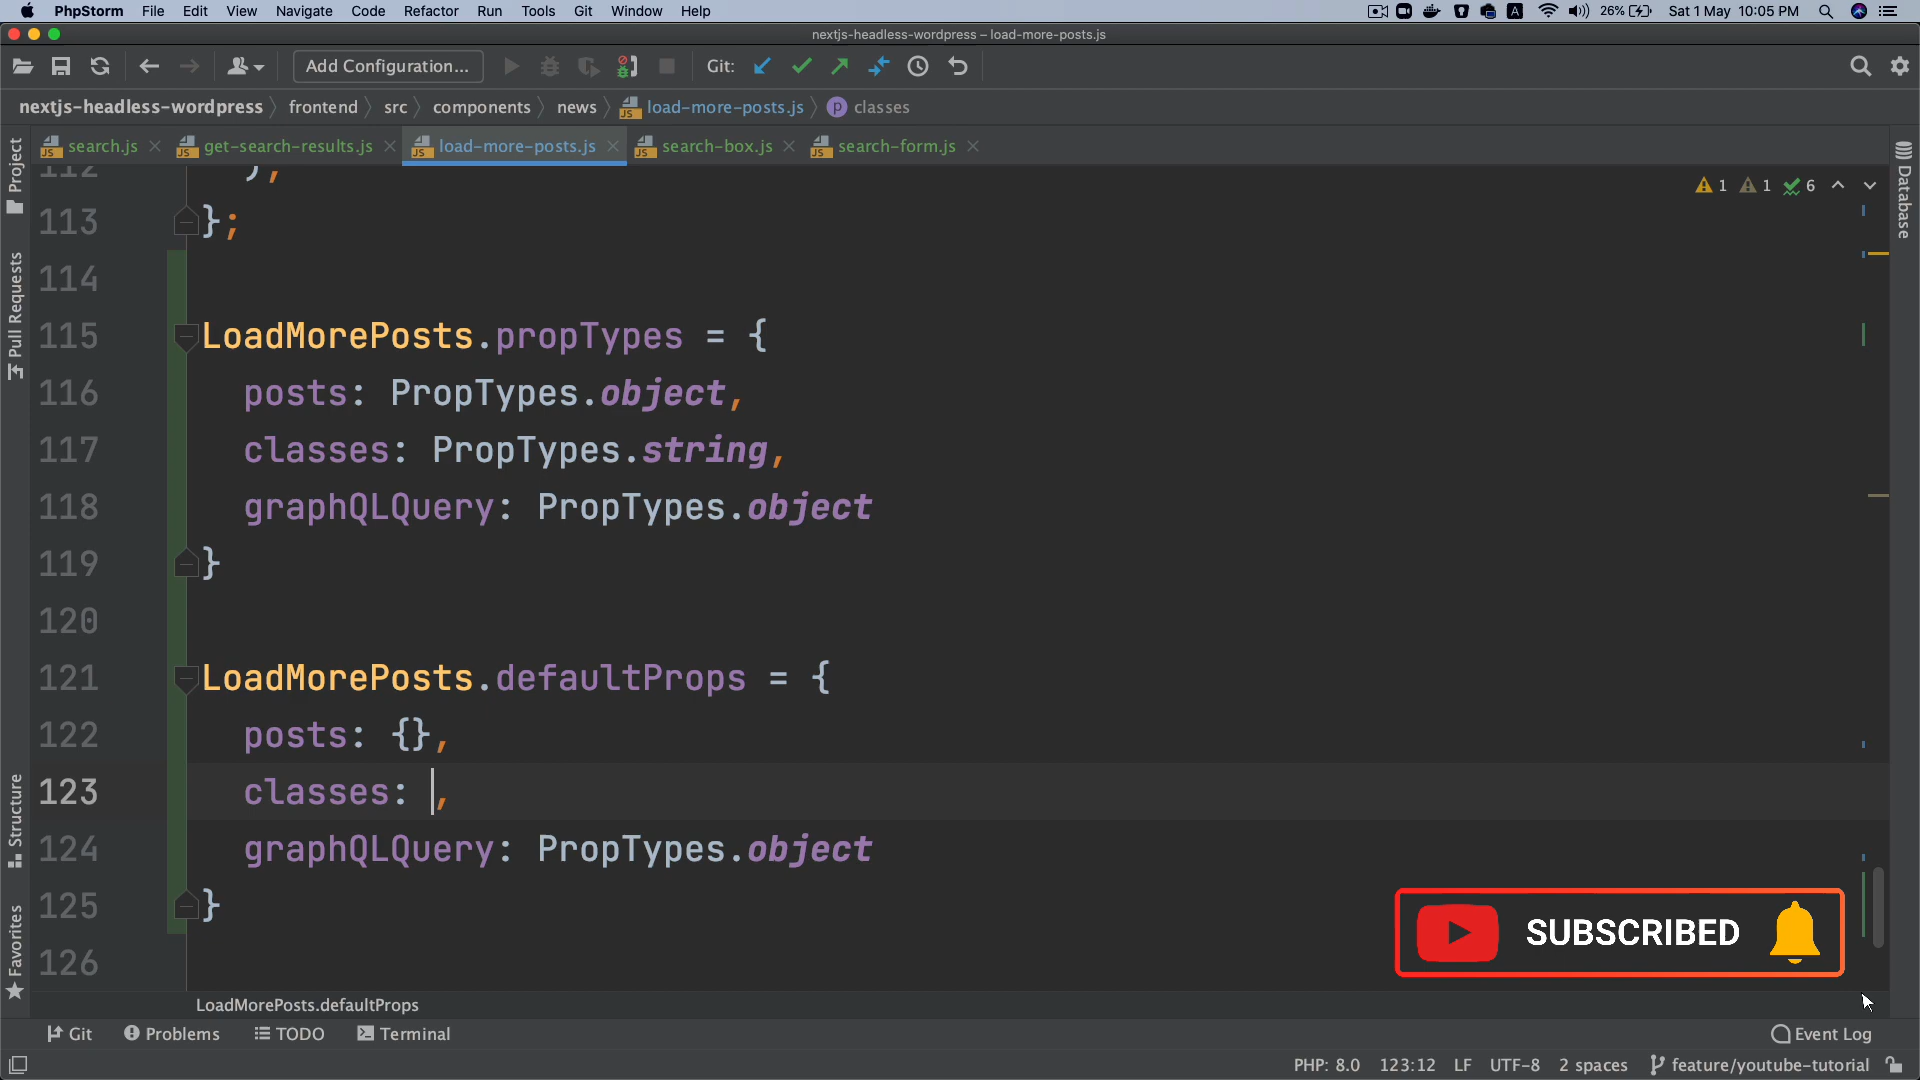 PhpStorm File Edit View Navigate Code Refactor Run Tools Git Window Help A 26% Sat 1 May 10:05 PM
nextjs-headless-wordpress – load-more-posts.js
Add Configuration... Git:
nextjs-headless-wordpress frontend src components news load-more-posts.js p classes
search.js get-search-results.js load-more-posts.js search-box.js search-form.js
1 1 6
112 );
113 };
114
115 LoadMorePosts.propTypes = {
116 posts: PropTypes.object,
117 classes: PropTypes.string,
118 graphQLQuery: PropTypes.object
119 }
120
121 LoadMorePosts.defaultProps = {
122 posts: {},
123 classes: ,
124 graphQLQuery: PropTypes.object
125 }
126
Project
Pull Requests
Structure
Favorites
Database
SUBSCRIBED
LoadMorePosts.defaultProps
Git Problems TODO Terminal Event Log
PHP: 8.0 123:12 LF UTF-8 2 spaces feature/youtube-tutorial